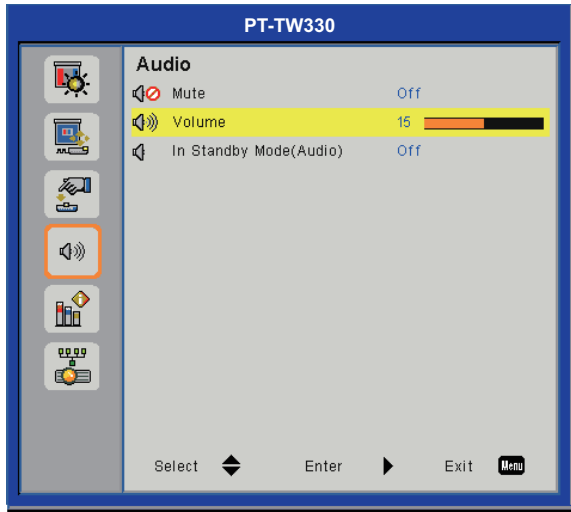 PT-TW330
Audio
Mute Off
Volume 15
In Standby Mode(Audio) Off
Select Enter Exit Menu